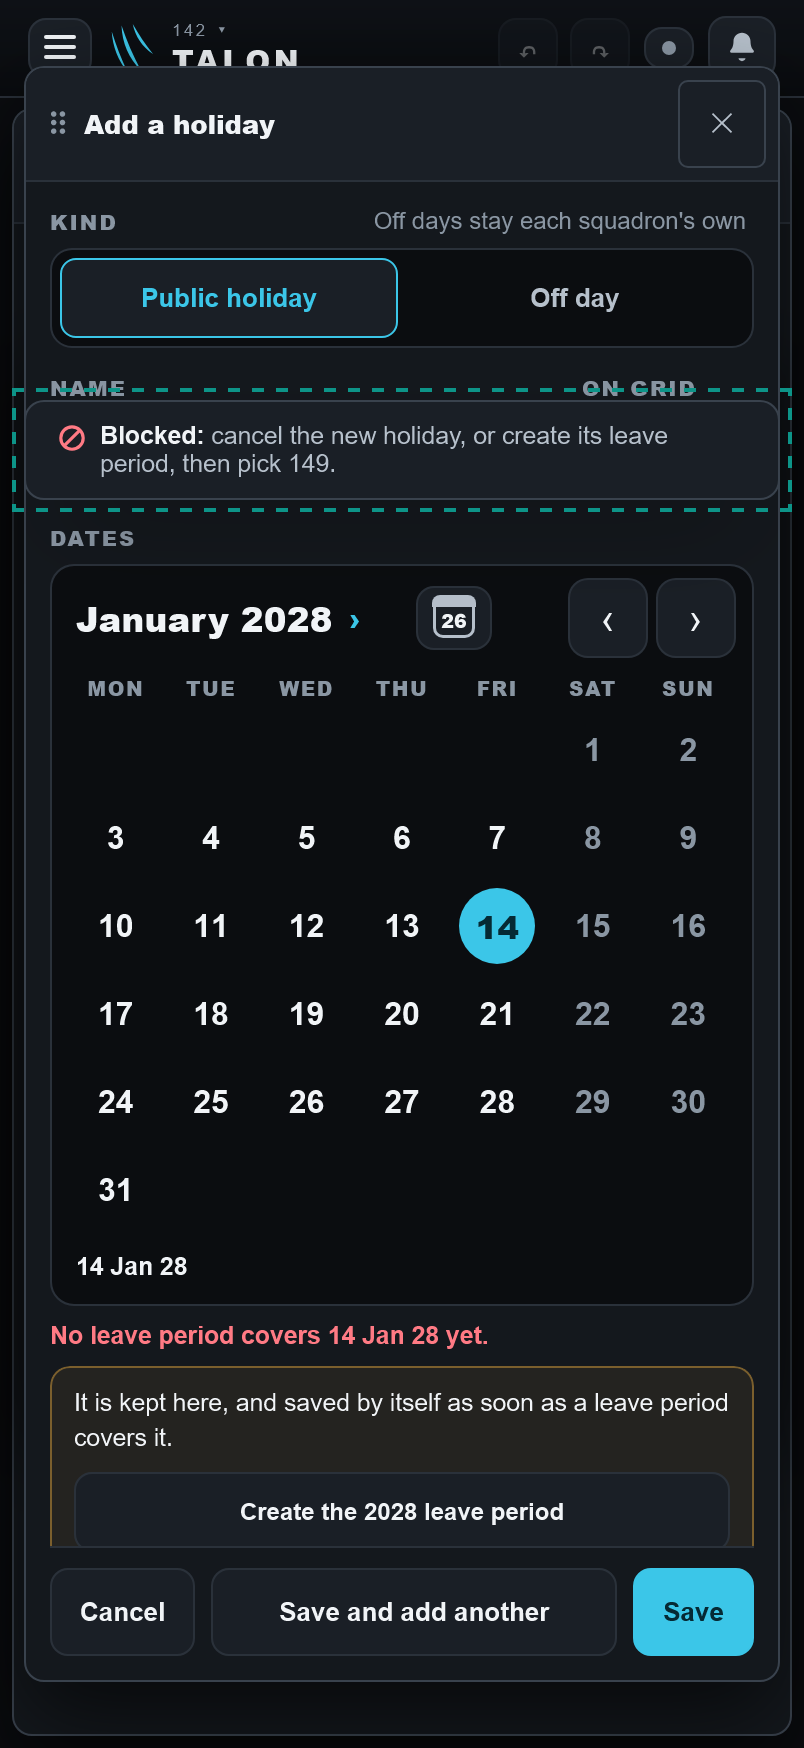 142 ▾
TALON
Add a holiday
KIND
Off days stay each squadron's own
Public holiday
Off day
NAME
ON GRID
Blocked: cancel the new holiday, or create its leave
period, then pick 149.
DATES
January 2028 ›
26
‹ ›
MON TUE WED THU FRI SAT SUN
1 2
3 4 5 6 7 8 9
10 11 12 13 14 15 16
17 18 19 20 21 22 23
24 25 26 27 28 29 30
31
14 Jan 28
No leave period covers 14 Jan 28 yet.
It is kept here, and saved by itself as soon as a leave period
covers it.
Create the 2028 leave period
Cancel
Save and add another
Save